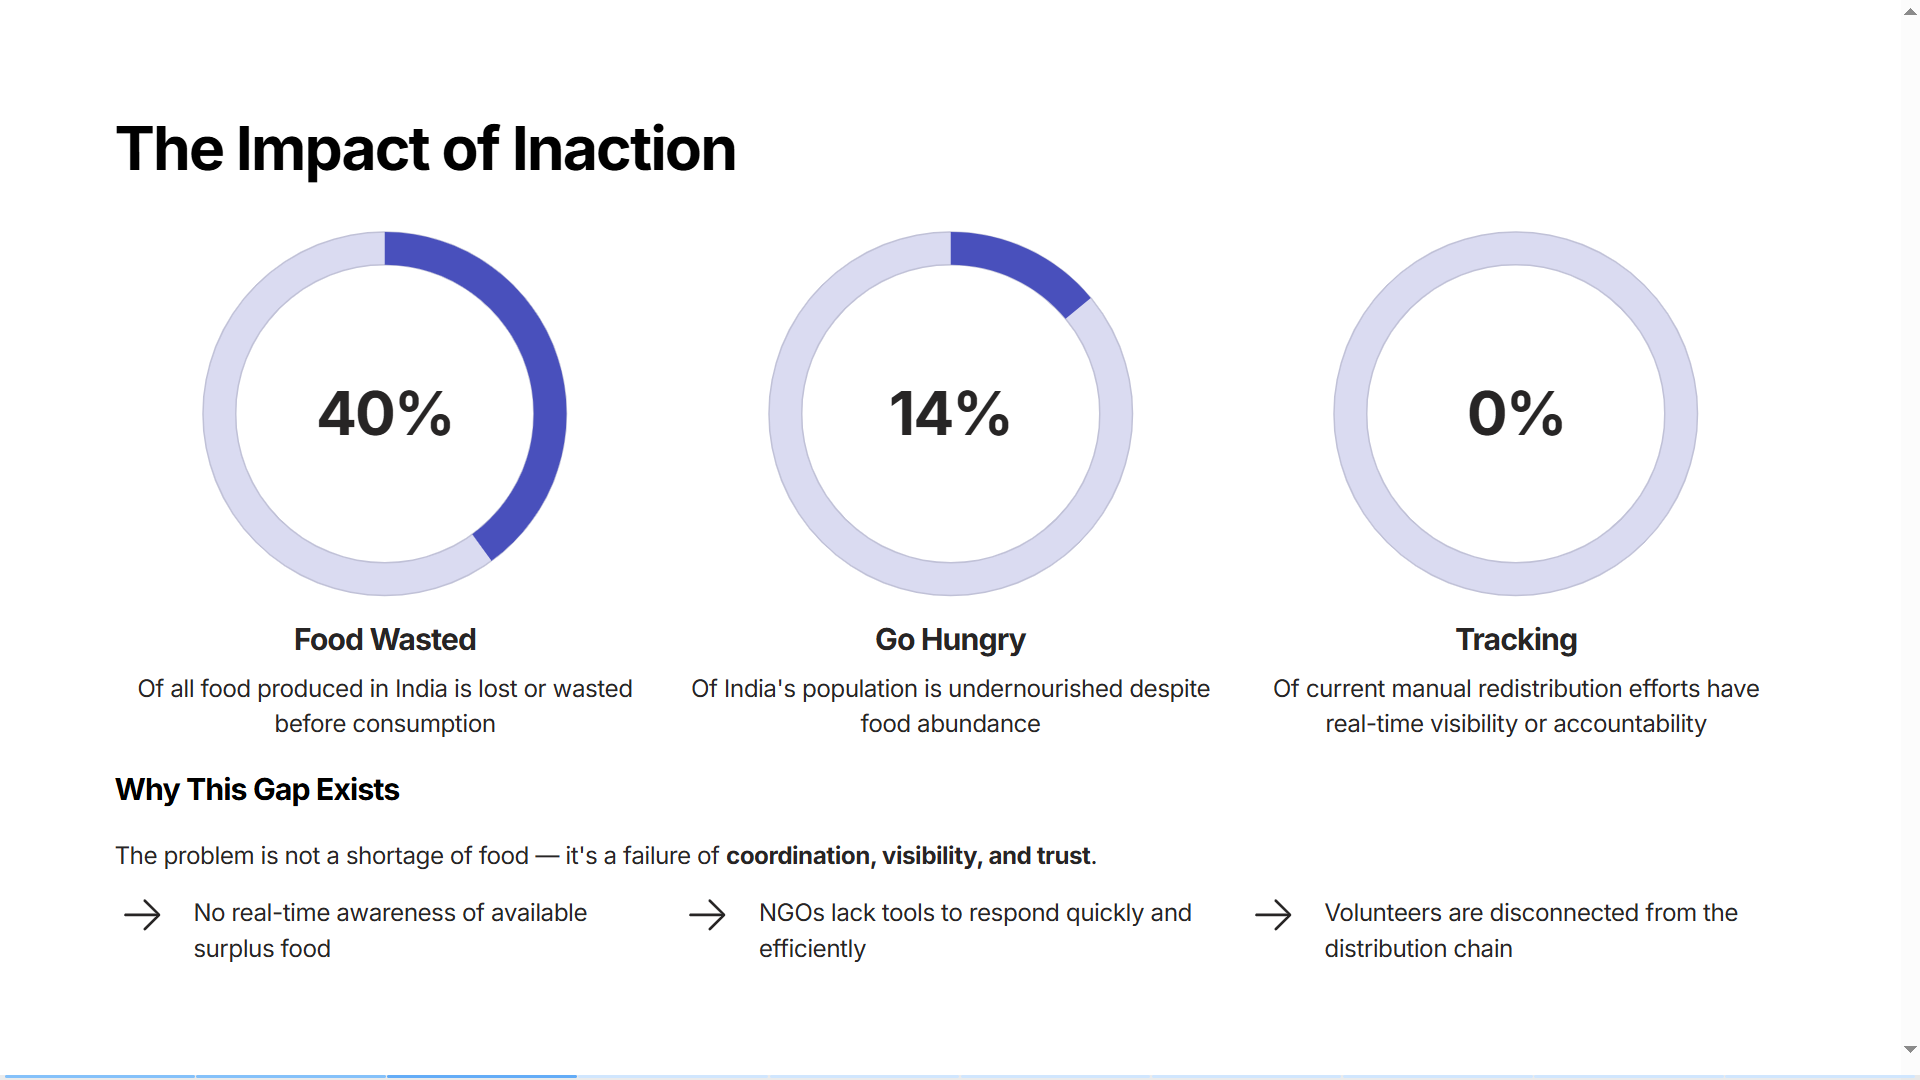 The Impact of Inaction
40%
14%
0%
Food Wasted
Of all food produced in India is lost or wasted
before consumption
Go Hungry
Of India's population is undernourished despite
food abundance
Tracking
Of current manual redistribution efforts have
real-time visibility or accountability
Why This Gap Exists
The problem is not a shortage of food — it's a failure of coordination, visibility, and trust.
No real-time awareness of available
surplus food
NGOs lack tools to respond quickly and
efficiently
Volunteers are disconnected from the
distribution chain